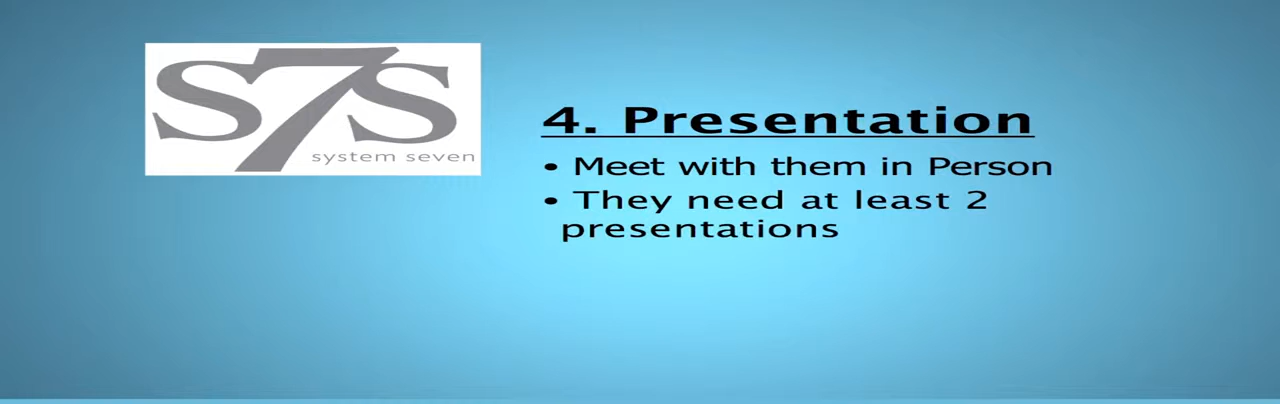 S7S
system seven
4. Presentation
• Meet with them in Person
• They need at least 2
presentations